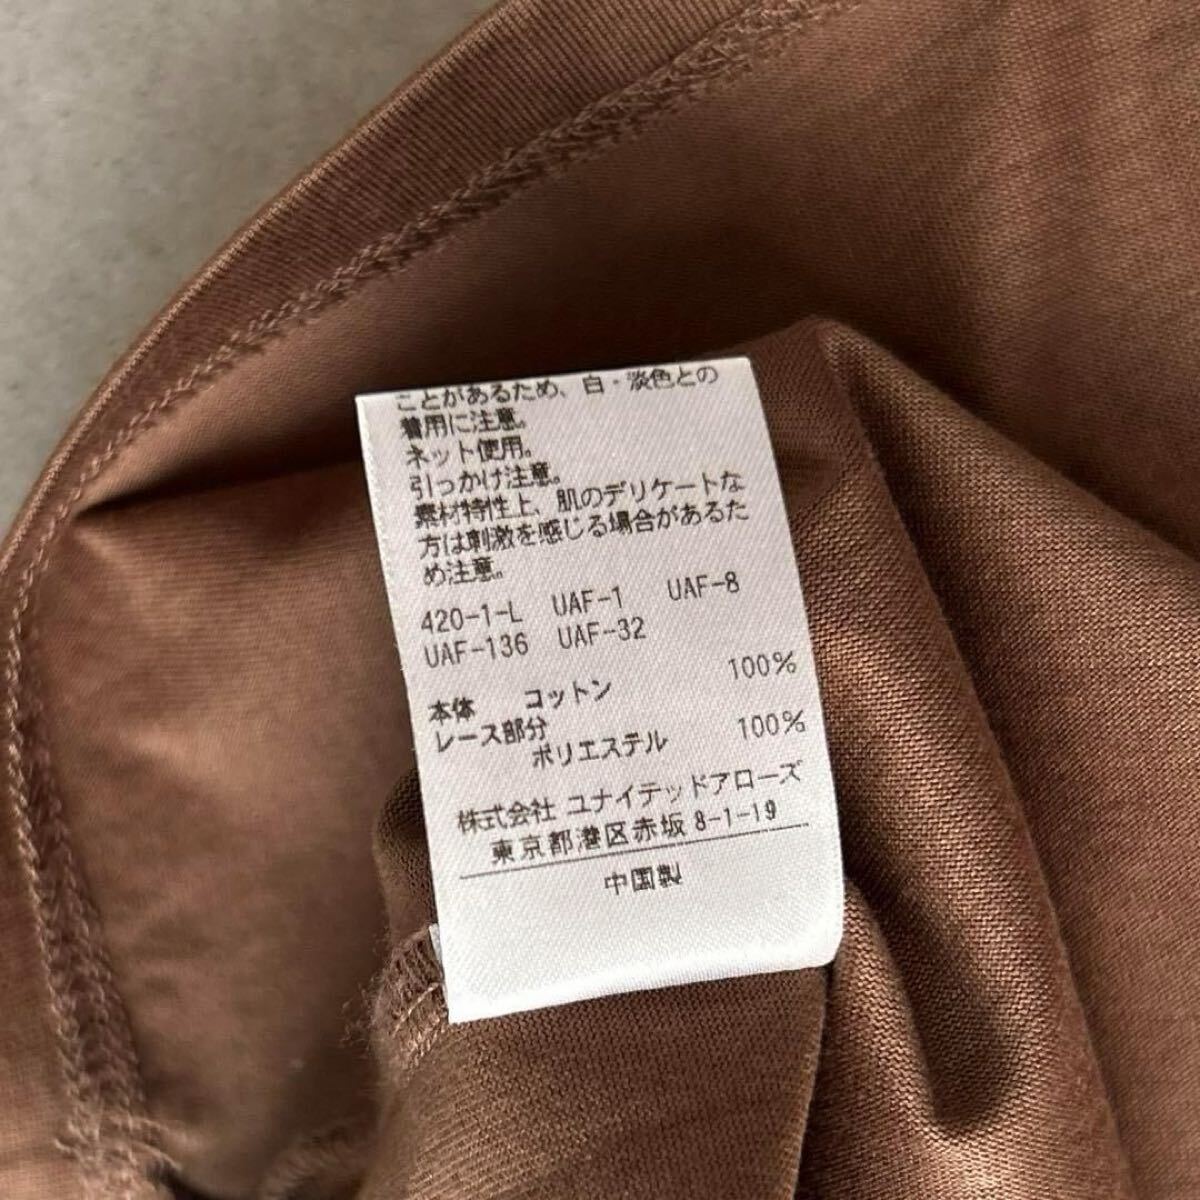 ことがあるため、白・淡色との
着用に注意。
ネット使用。
引っかけ注意。
素材特性上、肌のデリケートな
方は刺激を感じる場合があるた
め注意。
420-1-L UAF-1 UAF-8
UAF-136 UAF-32
本体 コットン 100%
レース部分
ポリエステル 100%
株式会社 ユナイテッドアローズ
東京都港区赤坂 8-1-19
中国製